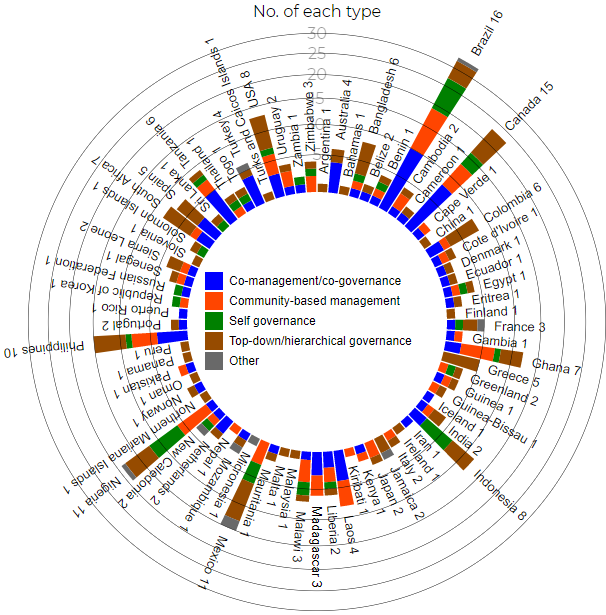 No. of each type
30
25
20
15
Argentina 1
Australia 4
Bahamas 1
Bangladesh 6
Belize 2
Benin 1
Brazil 16
Cambodia 2
Cameroon 1
Canada 15
Cape Verde 1
China 1
Colombia 6
Cote d'Ivoire 1
Denmark 1
Ecuador 1
Egypt 1
Eritrea 1
Finland 1
France 3
Gambia 1
Ghana 7
Greece 5
Greenland 2
Guinea 1
Guinea-Bissau 1
Iceland 1
India 2
Indonesia 8
Iran 1
Ireland 1
Italy 2
Jamaica 2
Japan 2
Kenya 1
Kiribati 1
Laos 4
Liberia 2
Madagascar 3
Malawi 3
Malaysia 1
Malta 1
Mauritania 1
Mexico 11
Micronesia 1
Mozambique 1
Nepal 1
Netherlands 2
New Caledonia 2
Nigeria 11
Northern Mariana Islands 1
Norway 1
Oman 1
Pakistan 1
Panama 1
Peru 1
Philippines 10
Portugal 2
Puerto Rico 1
Republic of Korea 1
Russian Federation 1
Senegal 1
Sierra Leone 2
Slovenia 1
Solomon Islands 1
South Africa 7
Spain 5
Sri Lanka 1
Tanzania 6
Thailand 1
Togo 1
Turkey 4
Turks and Caicos Islands 1
USA 8
Uruguay 2
Zambia 1
Zimbabwe 3
Co-management/co-governance
Community-based management
Self governance
Top-down/hierarchical governance
Other